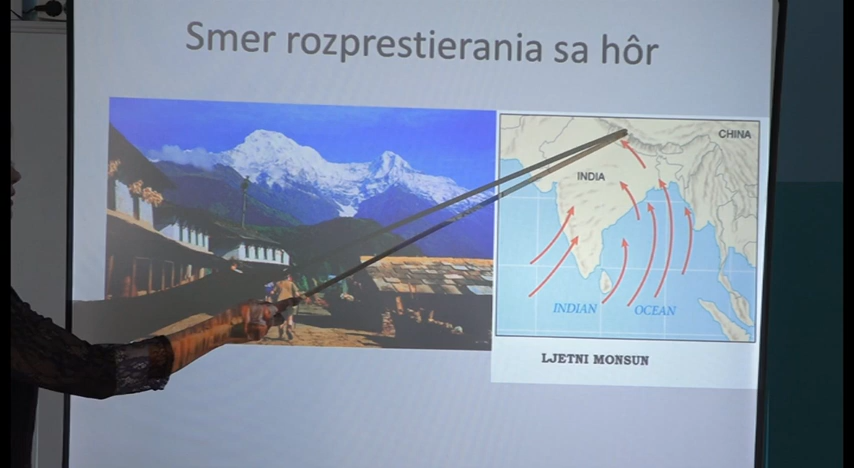 Smer rozprestierania sa hôr
CHINA
INDIA
INDIAN OCEAN
LJETNI MONSUN